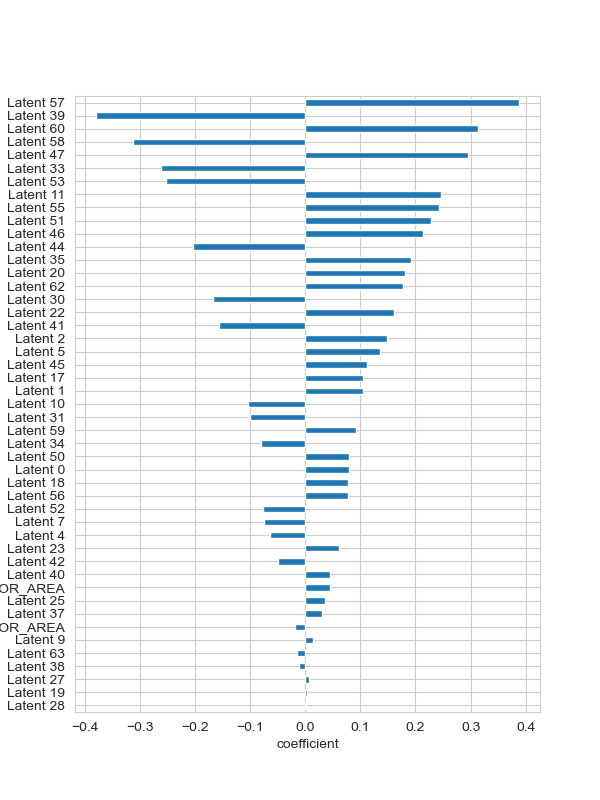 Latent 57
Latent 39
Latent 60
Latent 58
Latent 47
Latent 33
Latent 53
Latent 11
Latent 55
Latent 51
Latent 46
Latent 44
Latent 35
Latent 20
Latent 62
Latent 30
Latent 22
Latent 41
Latent 2
Latent 5
Latent 45
Latent 17
Latent 1
Latent 10
Latent 31
Latent 59
Latent 34
Latent 50
Latent 0
Latent 18
Latent 56
Latent 52
Latent 7
Latent 4
Latent 23
Latent 42
Latent 40
OR_AREA
Latent 25
Latent 37
OR_AREA
Latent 9
Latent 63
Latent 38
Latent 27
Latent 19
Latent 28
−0.4 −0.3 −0.2 −0.1 0.0 0.1 0.2 0.3 0.4
coefficient